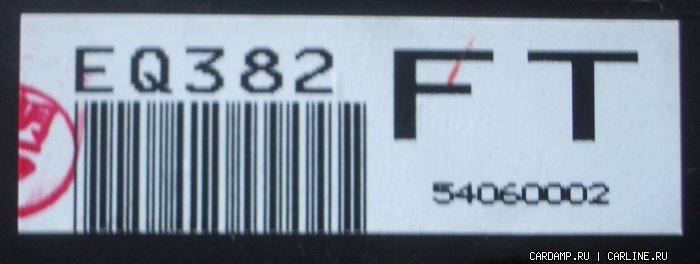 EQ382
FT
54060002
CARDAMP.RU | CARLINE.RU